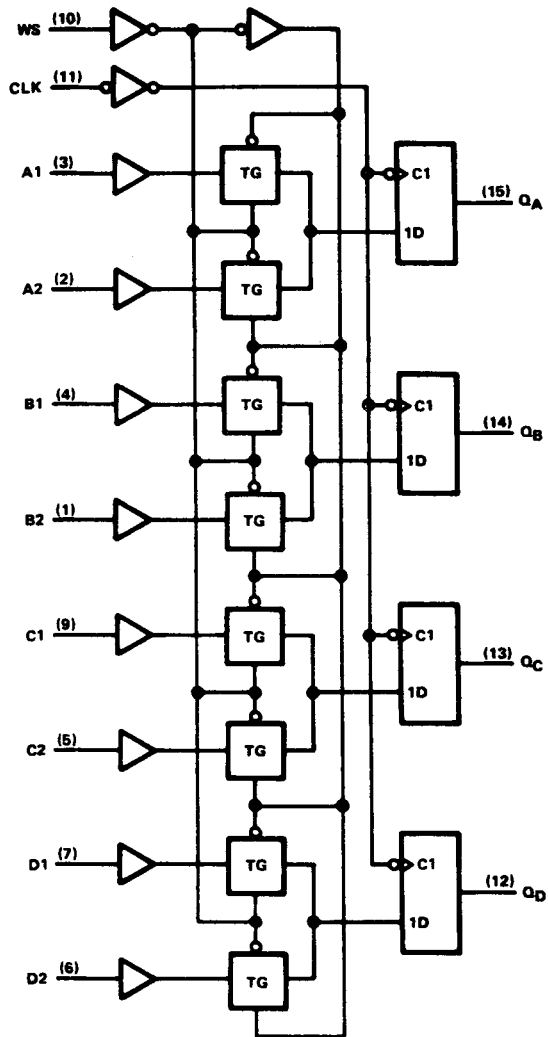 WS (10)
CLK (11)
A1 (3) TG C1 (15) QA
1D
A2 (2) TG
B1 (4) TG C1 (14) QB
1D
B2 (1) TG
C1 (9) TG C1 (13) QC
1D
C2 (5) TG
D1 (7) TG C1 (12) QD
1D
D2 (6) TG